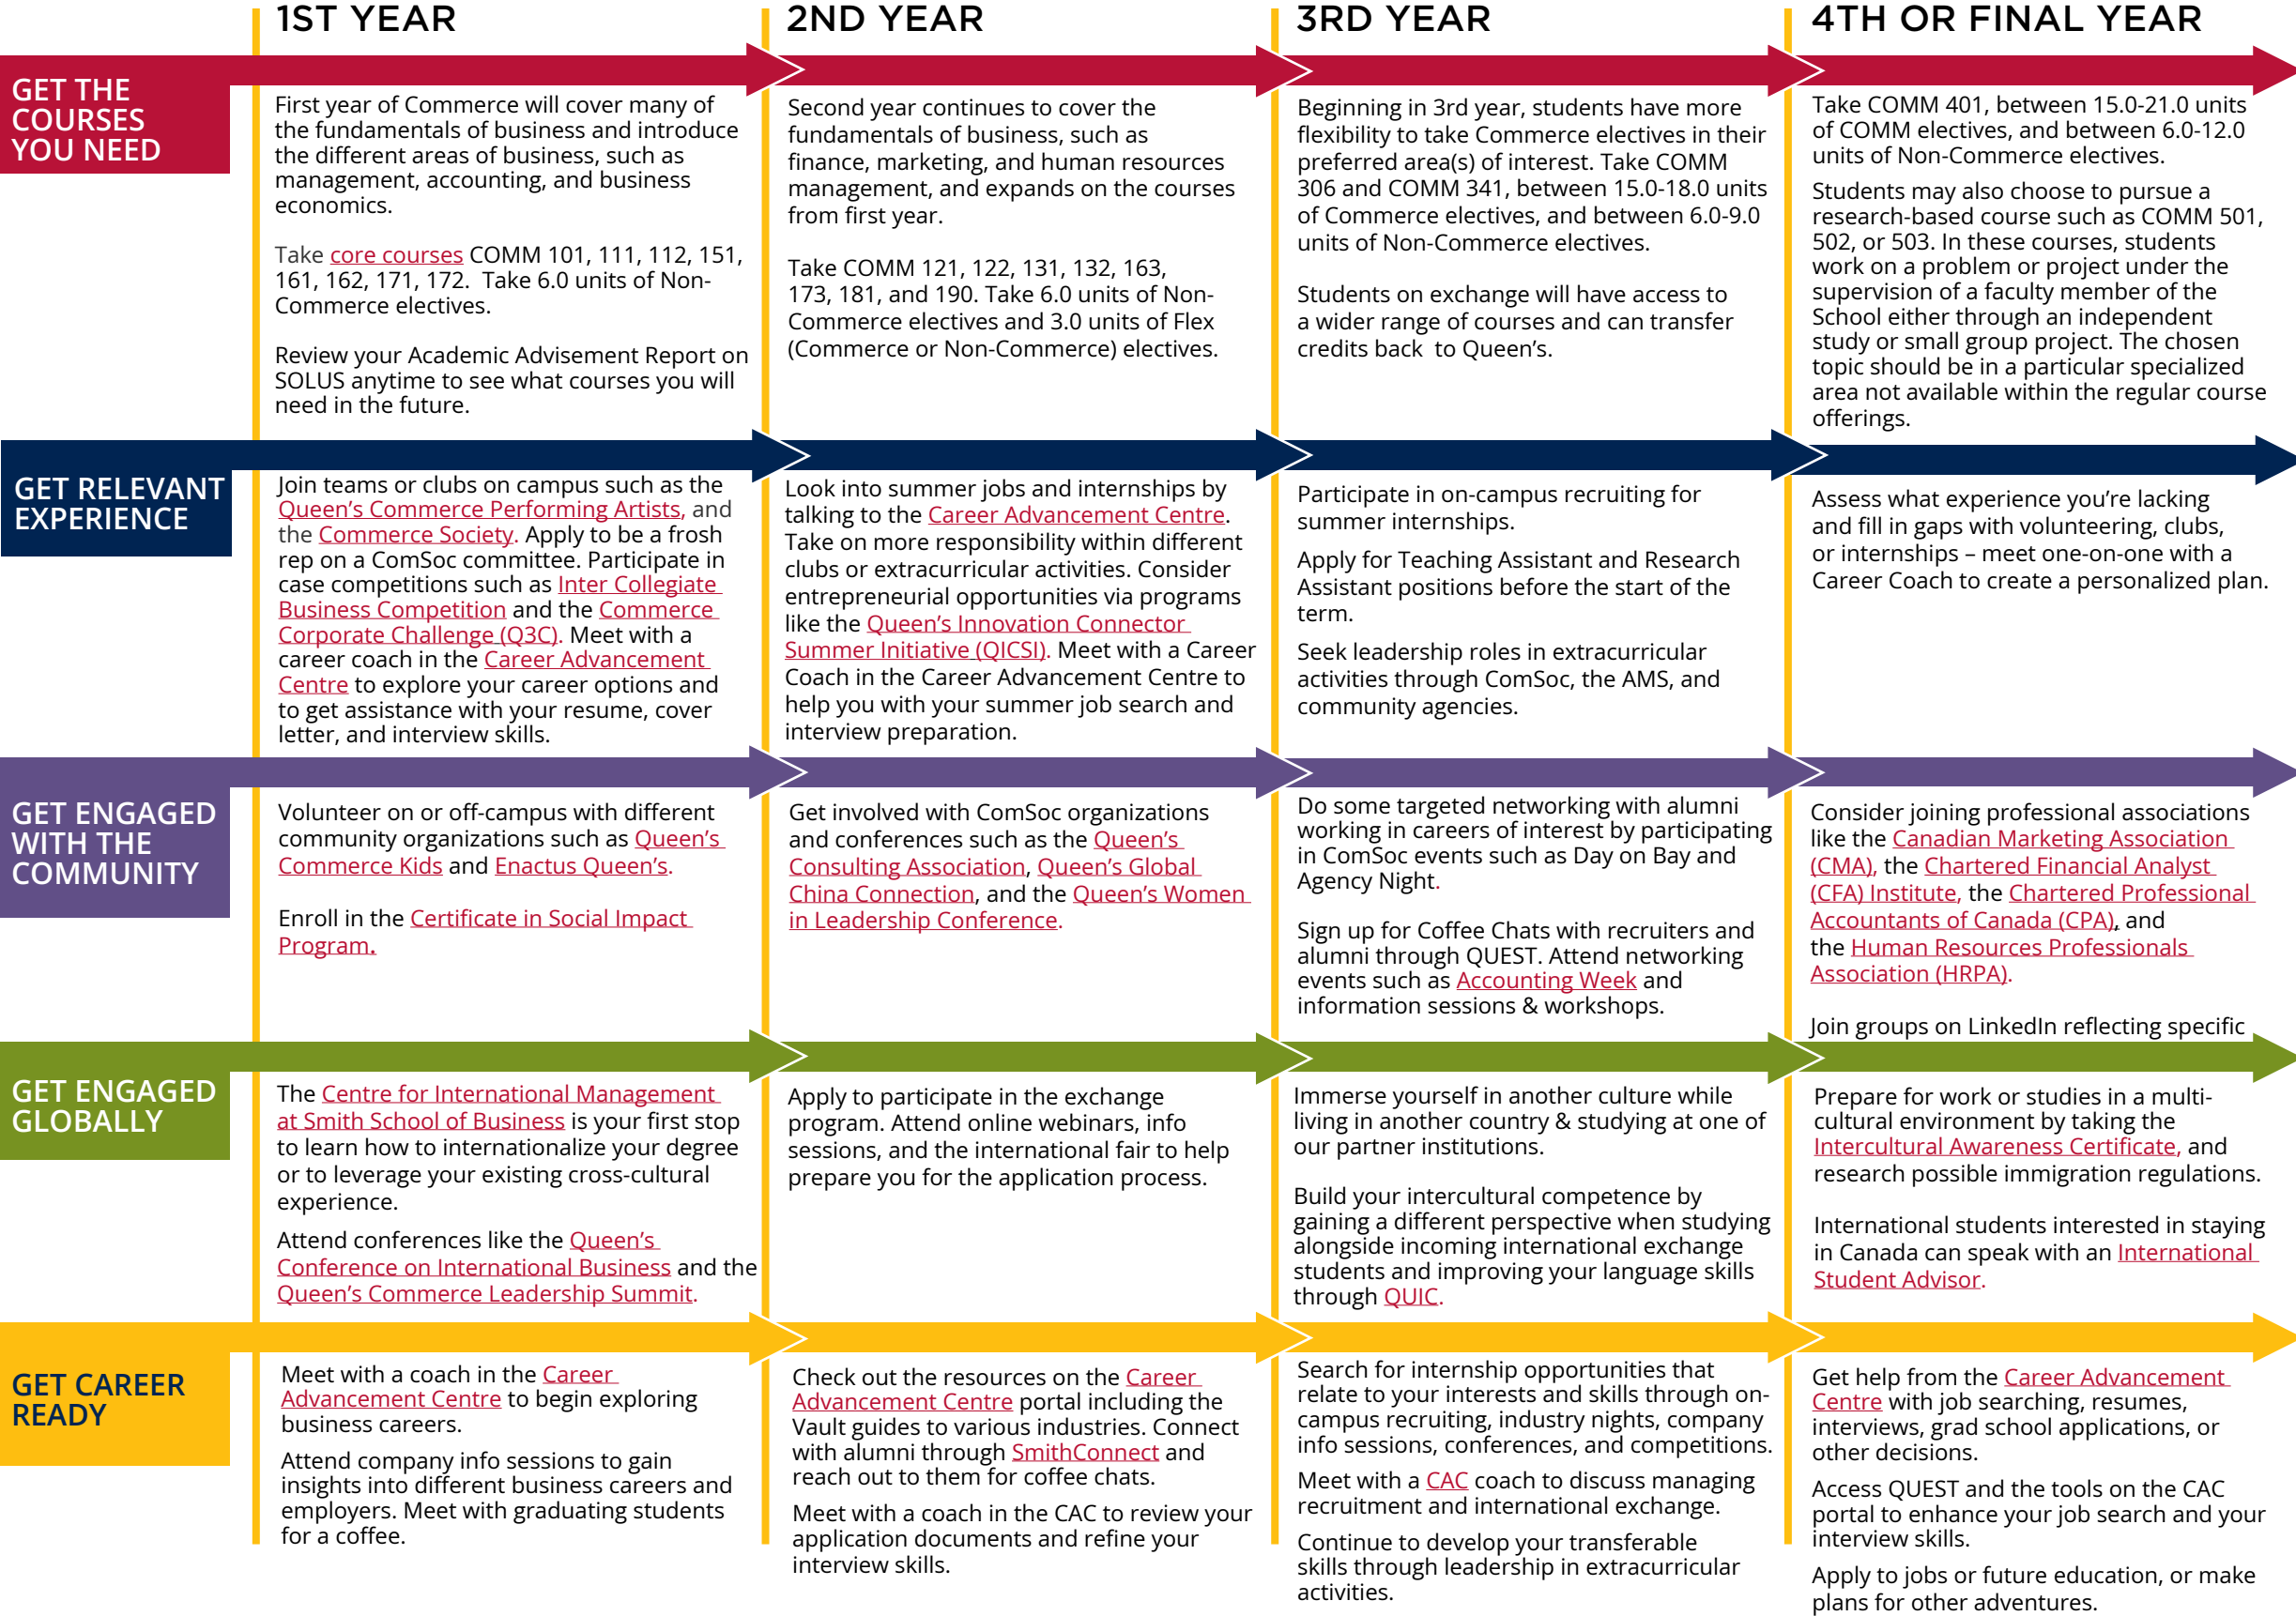 1ST YEAR
2ND YEAR
3RD YEAR
4TH OR FINAL YEAR
GET THE
COURSES
YOU NEED
First year of Commerce will cover many of
the fundamentals of business and introduce
the different areas of business, such as
management, accounting, and business
economics.
Take core courses COMM 101, 111, 112, 151,
161, 162, 171, 172.  Take 6.0 units of Non-
Commerce electives.
Review your Academic Advisement Report on
SOLUS anytime to see what courses you will
need in the future.
Second year continues to cover the
fundamentals of business, such as
finance, marketing, and human resources
management, and expands on the courses
from first year.
Take COMM 121, 122, 131, 132, 163,
173, 181, and 190. Take 6.0 units of Non-
Commerce electives and 3.0 units of Flex
(Commerce or Non-Commerce) electives.
Beginning in 3rd year, students have more
flexibility to take Commerce electives in their
preferred area(s) of interest. Take COMM
306 and COMM 341, between 15.0-18.0 units
of Commerce electives, and between 6.0-9.0
units of Non-Commerce electives.
Students on exchange will have access to
a wider range of courses and can transfer
credits back  to Queen's.
Take COMM 401, between 15.0-21.0 units
of COMM electives, and between 6.0-12.0
units of Non-Commerce electives.
Students may also choose to pursue a
research-based course such as COMM 501,
502, or 503. In these courses, students
work on a problem or project under the
supervision of a faculty member of the
School either through an independent
study or small group project. The chosen
topic should be in a particular specialized
area not available within the regular course
offerings.
GET RELEVANT
EXPERIENCE
Join teams or clubs on campus such as the
Queen's Commerce Performing Artists, and
the Commerce Society. Apply to be a frosh
rep on a ComSoc committee. Participate in
case competitions such as Inter Collegiate
Business Competition and the Commerce
Corporate Challenge (Q3C). Meet with a
career coach in the Career Advancement
Centre to explore your career options and
to get assistance with your resume, cover
letter, and interview skills.
Look into summer jobs and internships by
talking to the Career Advancement Centre.
Take on more responsibility within different
clubs or extracurricular activities. Consider
entrepreneurial opportunities via programs
like the Queen's Innovation Connector
Summer Initiative (QICSI). Meet with a Career
Coach in the Career Advancement Centre to
help you with your summer job search and
interview preparation.
Participate in on-campus recruiting for
summer internships.
Apply for Teaching Assistant and Research
Assistant positions before the start of the
term.
Seek leadership roles in extracurricular
activities through ComSoc, the AMS, and
community agencies.
Assess what experience you're lacking
and fill in gaps with volunteering, clubs,
or internships – meet one-on-one with a
Career Coach to create a personalized plan.
GET ENGAGED
WITH THE
COMMUNITY
Volunteer on or off-campus with different
community organizations such as Queen's
Commerce Kids and Enactus Queen's.
Enroll in the Certificate in Social Impact
Program.
Get involved with ComSoc organizations
and conferences such as the Queen's
Consulting Association, Queen's Global
China Connection, and the Queen's Women
in Leadership Conference.
Do some targeted networking with alumni
working in careers of interest by participating
in ComSoc events such as Day on Bay and
Agency Night.
Sign up for Coffee Chats with recruiters and
alumni through QUEST. Attend networking
events such as Accounting Week and
information sessions & workshops.
Consider joining professional associations
like the Canadian Marketing Association
(CMA), the Chartered Financial Analyst
(CFA) Institute, the Chartered Professional
Accountants of Canada (CPA), and
the Human Resources Professionals
Association (HRPA).
Join groups on LinkedIn reflecting specific
GET ENGAGED
GLOBALLY
The Centre for International Management
at Smith School of Business is your first stop
to learn how to internationalize your degree
or to leverage your existing cross-cultural
experience.
Attend conferences like the Queen's
Conference on International Business and the
Queen's Commerce Leadership Summit.
Apply to participate in the exchange
program. Attend online webinars, info
sessions, and the international fair to help
prepare you for the application process.
Immerse yourself in another culture while
living in another country & studying at one of
our partner institutions.
Build your intercultural competence by
gaining a different perspective when studying
alongside incoming international exchange
students and improving your language skills
through QUIC.
Prepare for work or studies in a multi-
cultural environment by taking the
Intercultural Awareness Certificate, and
research possible immigration regulations.
International students interested in staying
in Canada can speak with an International
Student Advisor.
GET CAREER
READY
Meet with a coach in the Career
Advancement Centre to begin exploring
business careers.
Attend company info sessions to gain
insights into different business careers and
employers. Meet with graduating students
for a coffee.
Check out the resources on the Career
Advancement Centre portal including the
Vault guides to various industries. Connect
with alumni through SmithConnect and
reach out to them for coffee chats.
Meet with a coach in the CAC to review your
application documents and refine your
interview skills.
Search for internship opportunities that
relate to your interests and skills through on-
campus recruiting, industry nights, company
info sessions, conferences, and competitions.
Meet with a CAC coach to discuss managing
recruitment and international exchange.
Continue to develop your transferable
skills through leadership in extracurricular
activities.
Get help from the Career Advancement
Centre with job searching, resumes,
interviews, grad school applications, or
other decisions.
Access QUEST and the tools on the CAC
portal to enhance your job search and your
interview skills.
Apply to jobs or future education, or make
plans for other adventures.